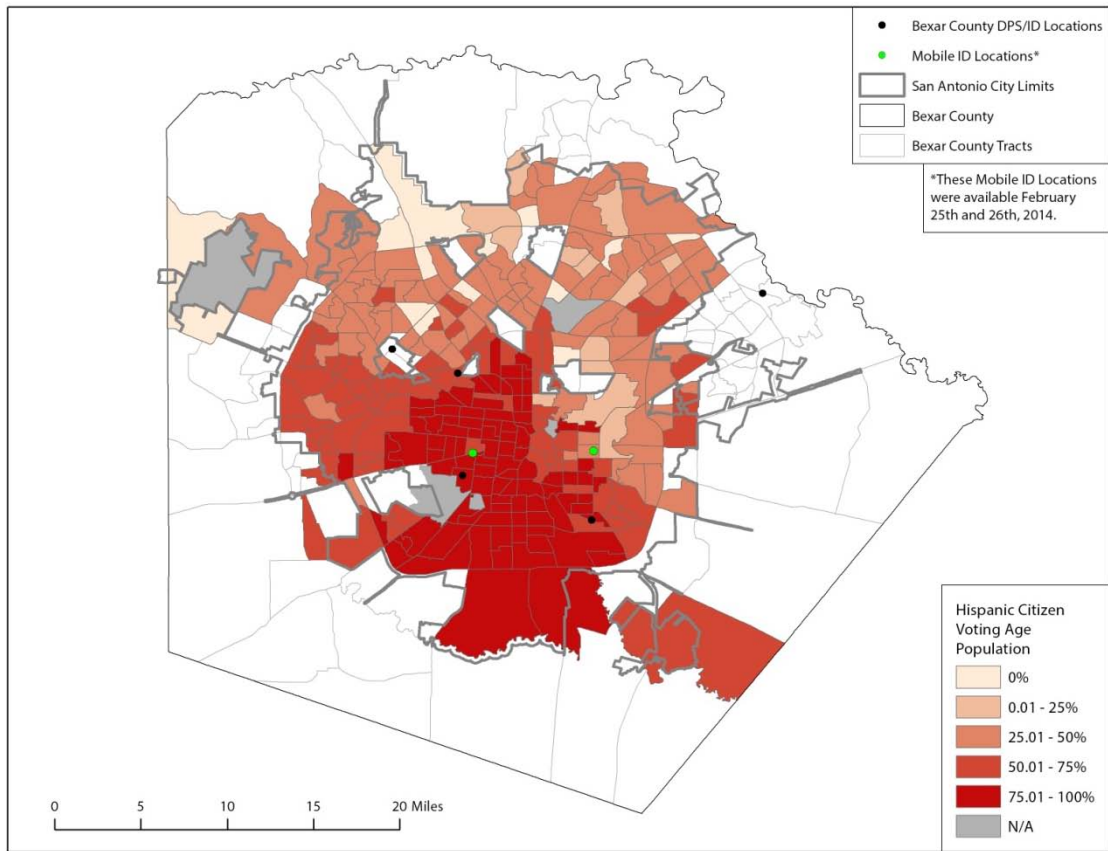 Bexar County DPS/ID Locations
Mobile ID Locations*
San Antonio City Limits
Bexar County
Bexar County Tracts
*These Mobile ID Locations
were available February
25th and 26th, 2014.
Hispanic Citizen
Voting Age
Population
0%
0.01 - 25%
25.01 - 50%
50.01 - 75%
75.01 - 100%
N/A
0 5 10 15 20 Miles